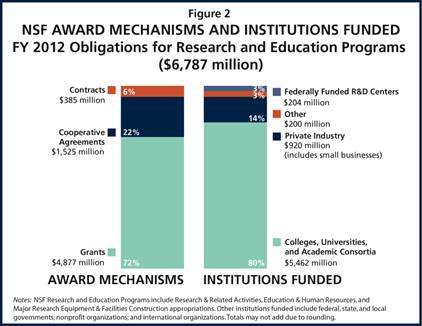 Figure 2
NSF AWARD MECHANISMS AND INSTITUTIONS FUNDED
FY 2012 Obligations for Research and Education Programs
($6,787 million)
Contracts
$385 million
6%
Cooperative
Agreements
$1,525 million
22%
Grants
$4,877 million
72%
AWARD MECHANISMS
3%
Federally Funded R&D Centers
$204 million
3%
Other
$200 million
14%
Private Industry
$920 million
(includes small businesses)
80%
Colleges, Universities,
and Academic Consortia
$5,462 million
INSTITUTIONS FUNDED
Notes: NSF Research and Education Programs include Research & Related Activities, Education & Human Resources, and
Major Research Equipment & Facilities Construction appropriations. Other institutions funded include federal, state, and local
governments; nonprofit organizations; and international organizations. Totals may not add due to rounding.